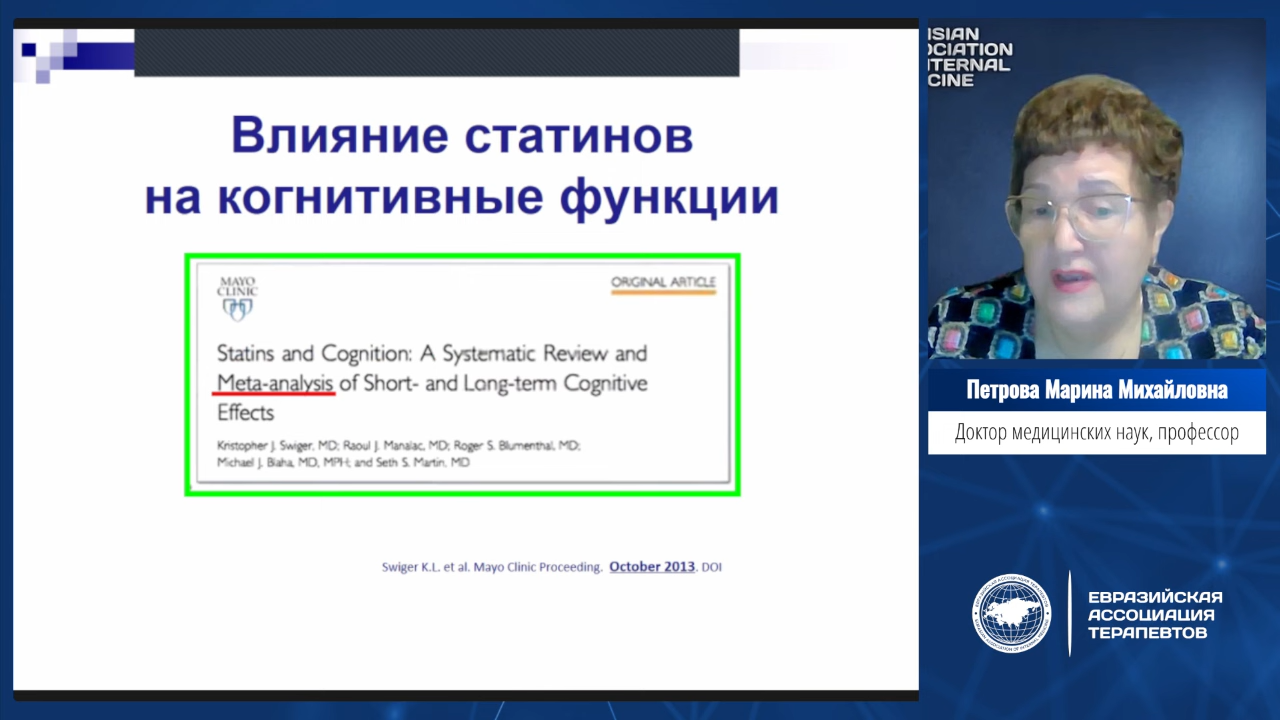 Влияние статинов
на когнитивные функции
MAYO
CLINIC
ORIGINAL ARTICLE
Statins and Cognition: A Systematic Review and
Meta-analysis of Short- and Long-term Cognitive
Effects
Kristopher J. Swiger, MD; Raoul J. Manalac, MD; Roger S. Blumenthal, MD;
Michael J. Blaha, MD, MPH; and Seth S. Martin, MD
Swiger K.L. et al. Mayo Clinic Proceeding. October 2013. DOI
SIAN
OCIATION
TERNAL
CINE
Петрова Марина Михайловна
Доктор медицинских наук, профессор
ЕВРАЗИЙСКАЯ
АССОЦИАЦИЯ
ТЕРАПЕВТОВ